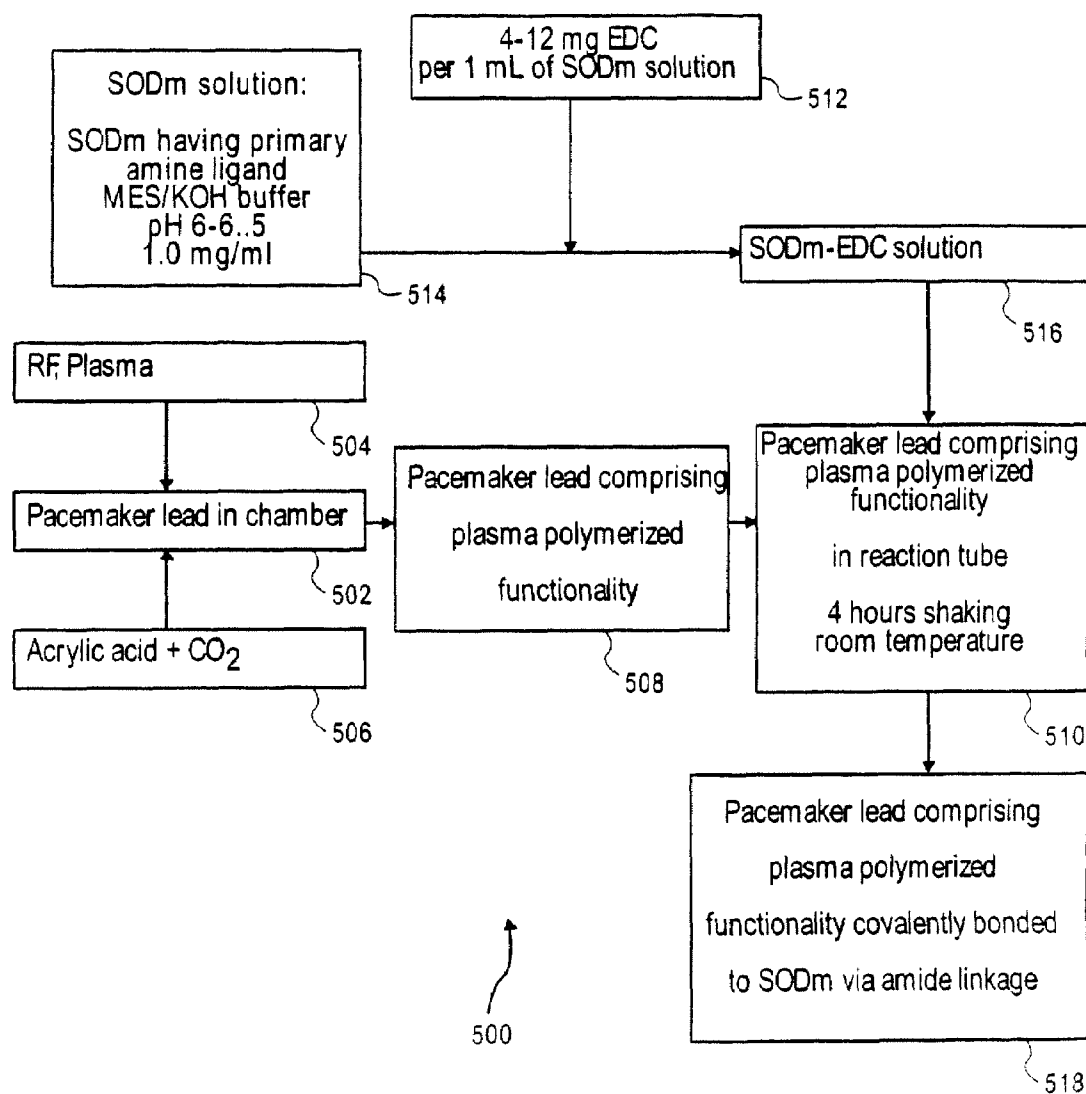 4-12 mg EDC
per 1 mL of SODm solution
512
SODm solution:
SODm having primary
amine ligand
MES/KOH buffer
pH 6-6..5
1.0 mg/ml
514
SODm-EDC solution
516
RF, Plasma
504
Pacemaker lead in chamber
502
Acrylic acid + CO2
506
Pacemaker lead comprising
plasma polymerized
functionality
508
Pacemaker lead comprising
plasma polymerized
functionality
in reaction tube
4 hours shaking
room temperature
510
Pacemaker lead comprising
plasma polymerized
functionality covalently bonded
to SODm via amide linkage
518
500